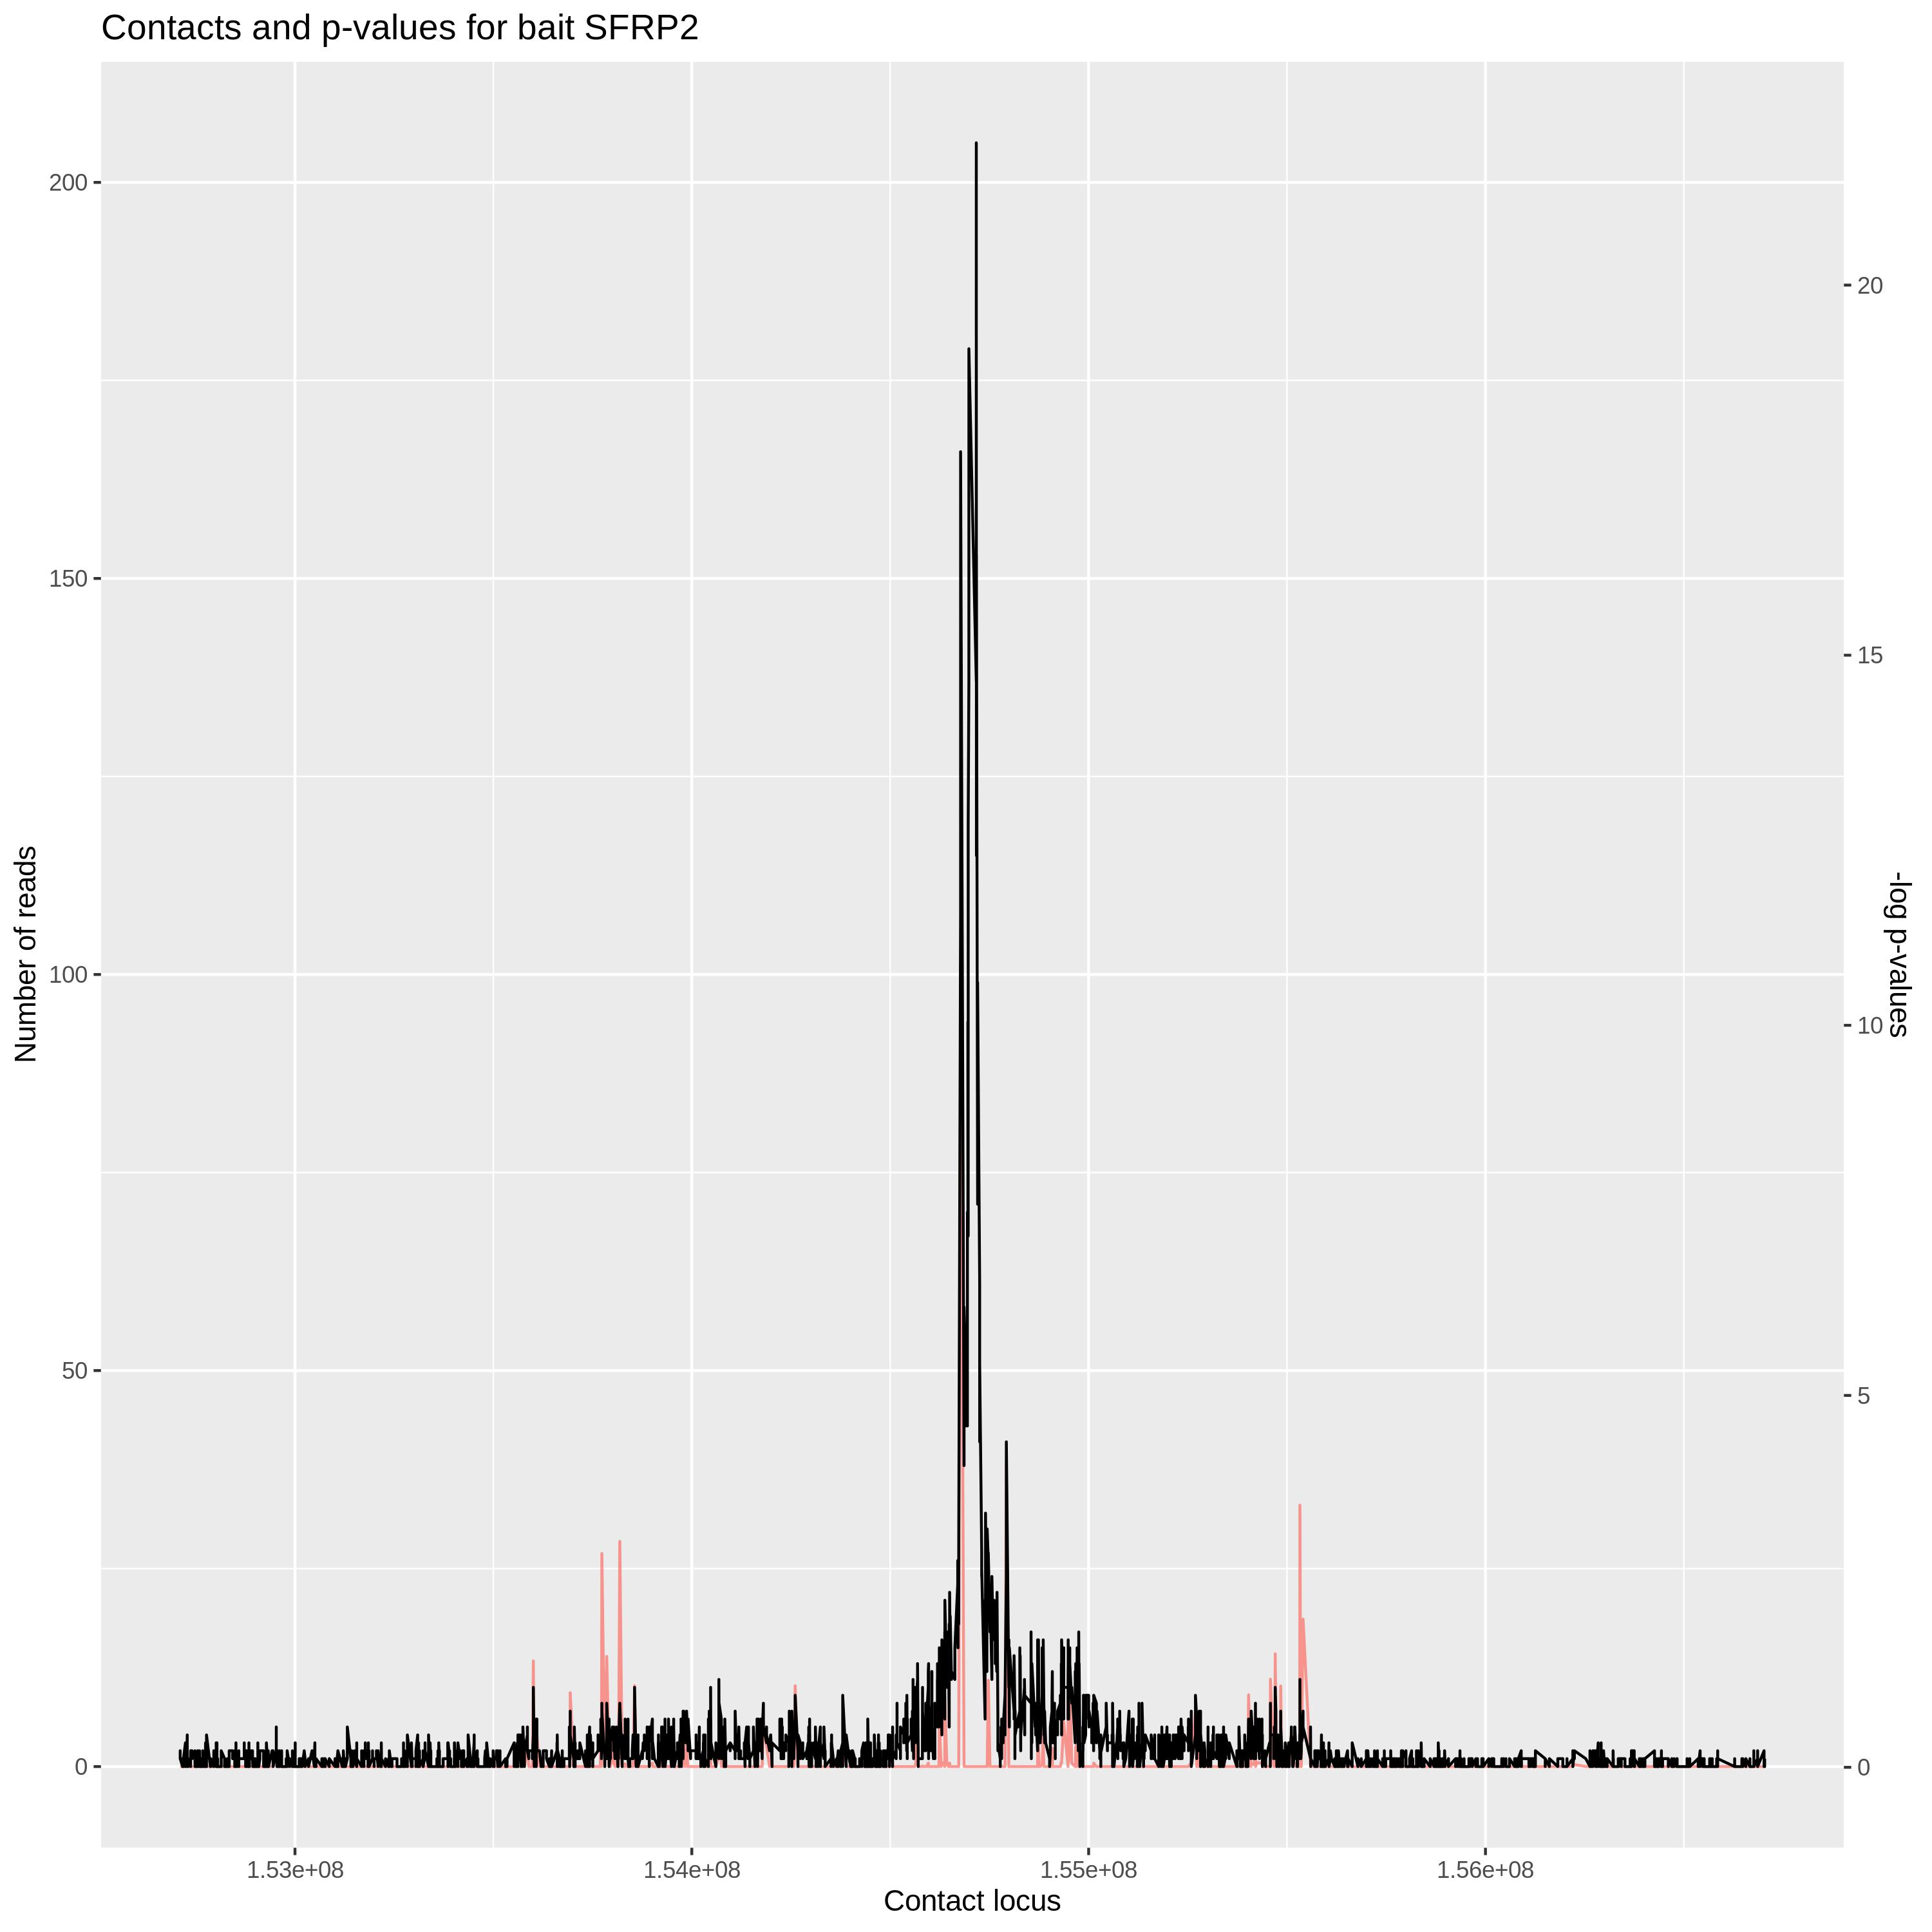 Contacts and p-values for bait SFRP2
200
150
100
50
0
Number of reads
20
15
10
5
0
-log p-values
1.53e+08
1.54e+08
1.55e+08
1.56e+08
Contact locus